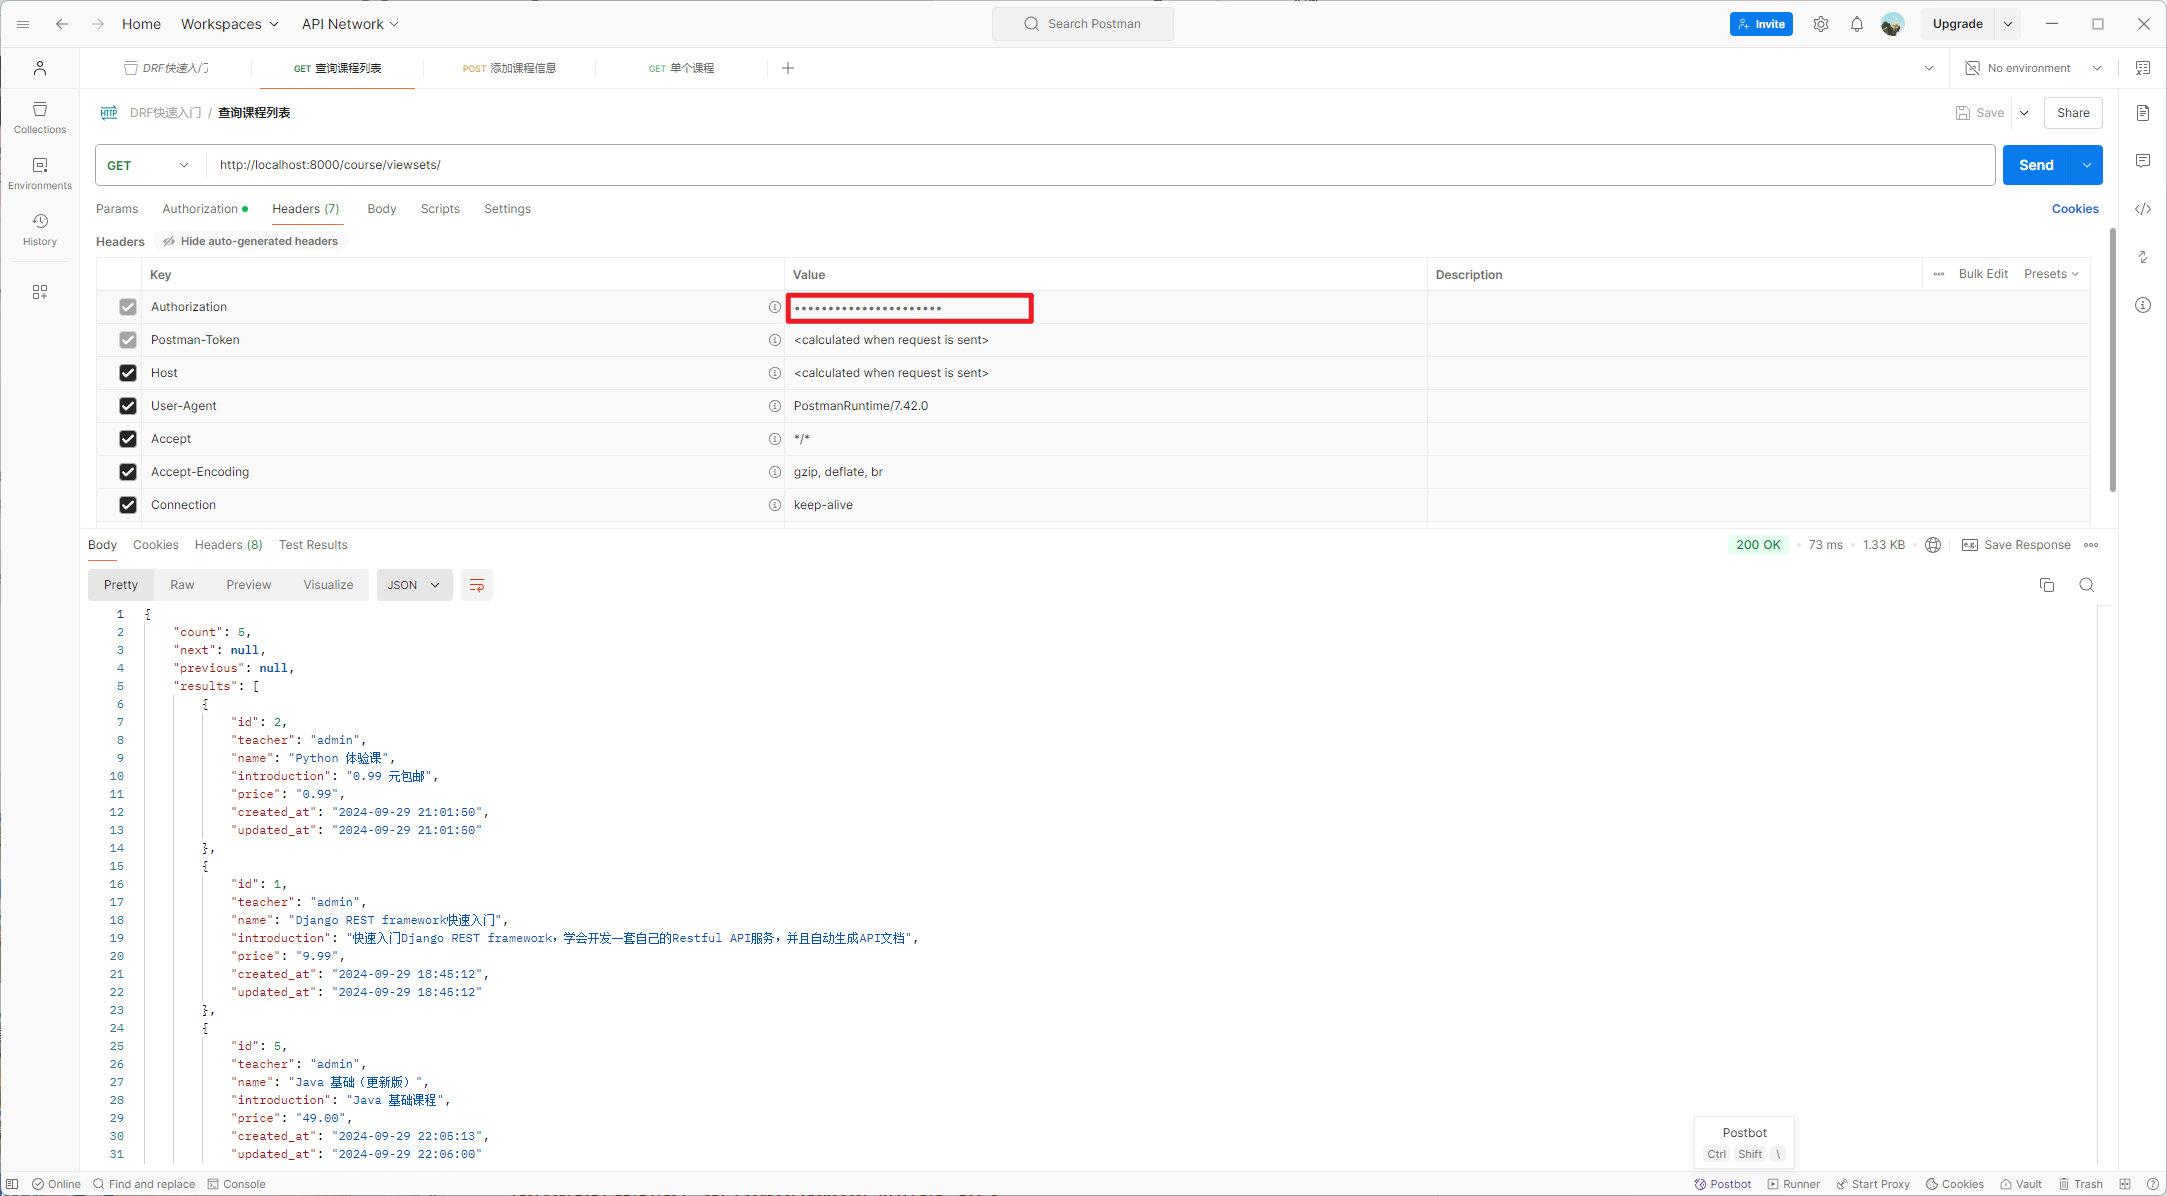 Home Workspaces API Network Search Postman Invite Upgrade
DRF快速入门 GET 查询课程列表 POST 添加课程信息 GET 单个课程 No environment
HTTP DRF快速入门 / 查询课程列表 Save Share
Collections
GET http://localhost:8000/course/viewsets/ Send
Environments
Params Authorization Headers (7) Body Scripts Settings Cookies
History
Headers Hide auto-generated headers
Key Value Description Bulk Edit Presets
Authorization ••••••••••••••••••••••
Postman-Token <calculated when request is sent>
Host <calculated when request is sent>
User-Agent PostmanRuntime/7.42.0
Accept */*
Accept-Encoding gzip, deflate, br
Connection keep-alive
Body Cookies Headers (8) Test Results 200 OK 73 ms 1.33 KB e.g. Save Response
Pretty Raw Preview Visualize JSON
1 {
2 "count": 5,
3 "next": null,
4 "previous": null,
5 "results": [
6 {
7 "id": 2,
8 "teacher": "admin",
9 "name": "Python 体验课",
10 "introduction": "0.99 元包邮",
11 "price": "0.99",
12 "created_at": "2024-09-29 21:01:50",
13 "updated_at": "2024-09-29 21:01:50"
14 },
15 {
16 "id": 1,
17 "teacher": "admin",
18 "name": "Django REST framework快速入门",
19 "introduction": "快速入门Django REST framework，学会开发一套自己的Restful API服务，并且自动生成API文档",
20 "price": "9.99",
21 "created_at": "2024-09-29 18:45:12",
22 "updated_at": "2024-09-29 18:45:12"
23 },
24 {
25 "id": 5,
26 "teacher": "admin",
27 "name": "Java 基础（更新版）",
28 "introduction": "Java 基础课程",
29 "price": "49.00",
30 "created_at": "2024-09-29 22:05:13",
31 "updated_at": "2024-09-29 22:06:00"
Postbot
Ctrl Shift \
Online Find and replace Console Postbot Runner Start Proxy Cookies Vault Trash